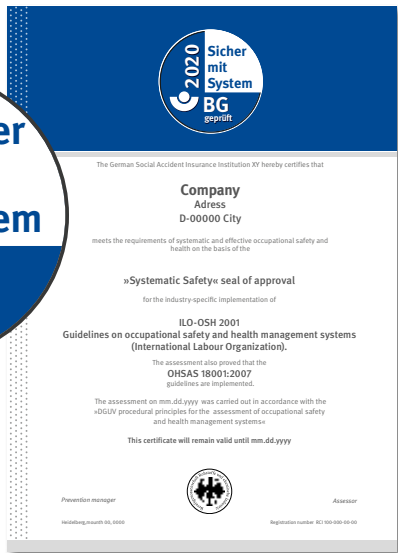 2020
Sicher
mit
System
BG
geprüft
er
em
The German Social Accident Insurance Institution XY hereby certifies that
Company
Adress
D-00000 City
meets the requirements of systematic and effective occupational safety and
health on the basis of the
»Systematic Safety« seal of approval
for the industry-specific implementation of
ILO-OSH 2001
Guidelines on occupational safety and health management systems
(International Labour Organization).
The assessment also proved that the
OHSAS 18001:2007
guidelines are implemented.
The assessment on mm.dd.yyyy was carried out in accordance with the
»DGUV procedural principles for the assessment of occupational safety
and health management systems«
This certificate will remain valid until mm.dd.yyyy
Prevention manager
Assessor
Heidelberg,mounth 00, 0000
Registration number BCI 100-000-00-00